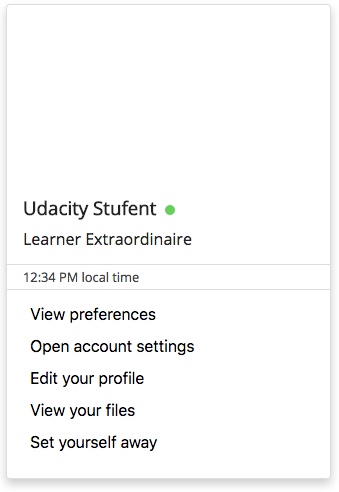 Udacity Stufent
Learner Extraordinaire
12:34 PM local time
View preferences
Open account settings
Edit your profile
View your files
Set yourself away